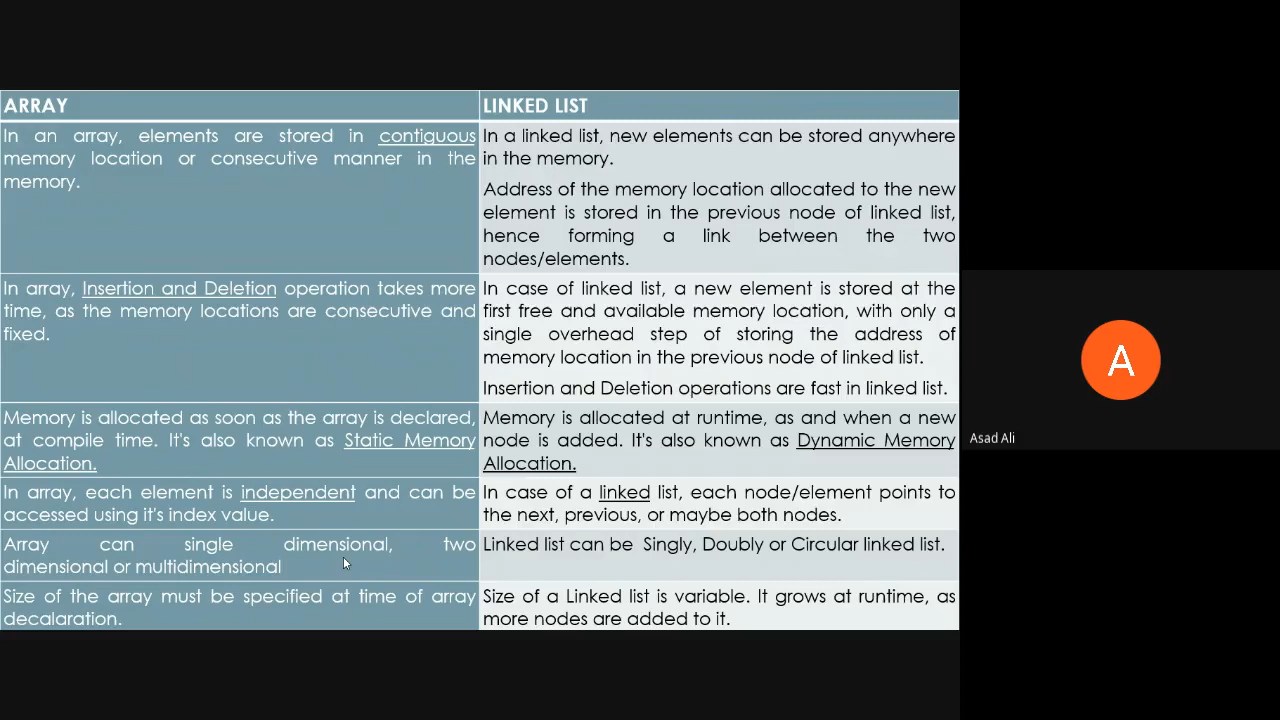 ARRAY
LINKED LIST
In an array, elements are stored in contiguous
memory location or consecutive manner in the
memory.
In a linked list, new elements can be stored anywhere
in the memory.
Address of the memory location allocated to the new
element is stored in the previous node of linked list,
hence forming a link between the two
nodes/elements.
In array, Insertion and Deletion operation takes more
time, as the memory locations are consecutive and
fixed.
In case of linked list, a new element is stored at the
first free and available memory location, with only a
single overhead step of storing the address of
memory location in the previous node of linked list.
Insertion and Deletion operations are fast in linked list.
Memory is allocated as soon as the array is declared,
at compile time. It's also known as Static Memory
Allocation.
Memory is allocated at runtime, as and when a new
node is added. It's also known as Dynamic Memory
Allocation.
In array, each element is independent and can be
accessed using it's index value.
In case of a linked list, each node/element points to
the next, previous, or maybe both nodes.
Array can single dimensional, two
dimensional or multidimensional
Linked list can be Singly, Doubly or Circular linked list.
Size of the array must be specified at time of array
decalaration.
Size of a Linked list is variable. It grows at runtime, as
more nodes are added to it.
A
Asad Ali